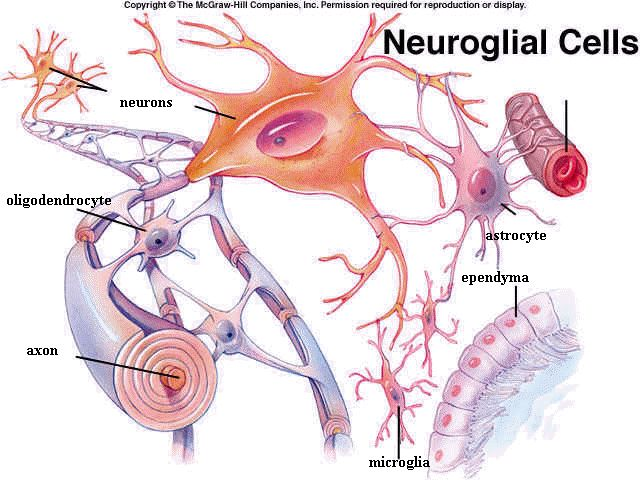 Copyright © The McGraw-Hill Companies, Inc. Permission required for reproduction or display.
Neuroglial Cells
neurons
oligodendrocyte
astrocyte
ependyma
axon
microglia